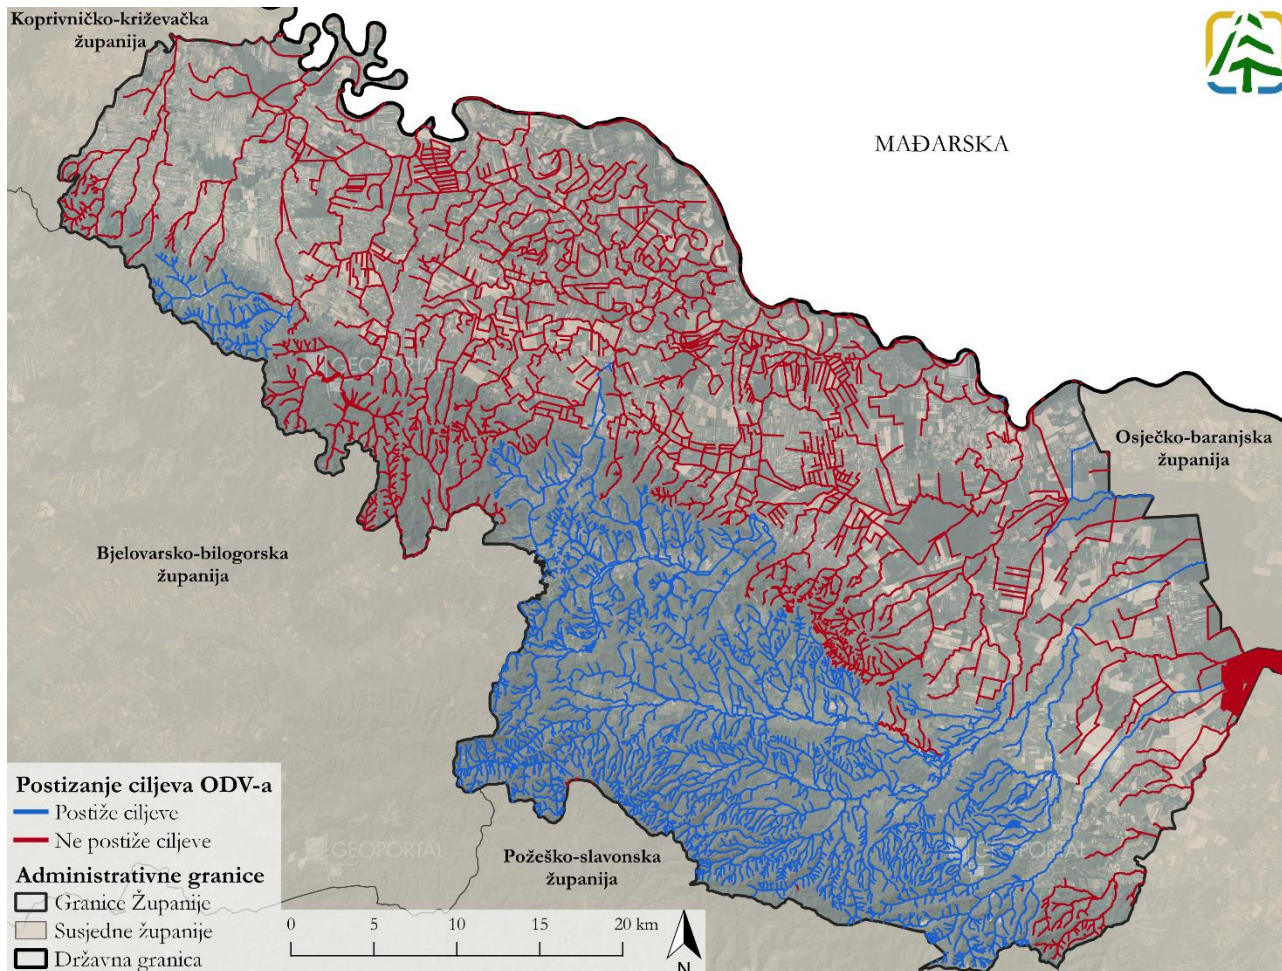 Koprivničko-križevačka
županija
MAĐARSKA
GEOPORTAL
Osječko-baranjska
županija
Bjelovarsko-bilogorska
županija
Postizanje ciljeva ODV-a
Postiže ciljeve
Ne postiže ciljeve
Administrativne granice
Granice Županije
Susjedne županije
Državna granica
GEOPORTAL
Požeško-slavonska
županija
GEOPORTAL
0 5 10 15 20 km
N